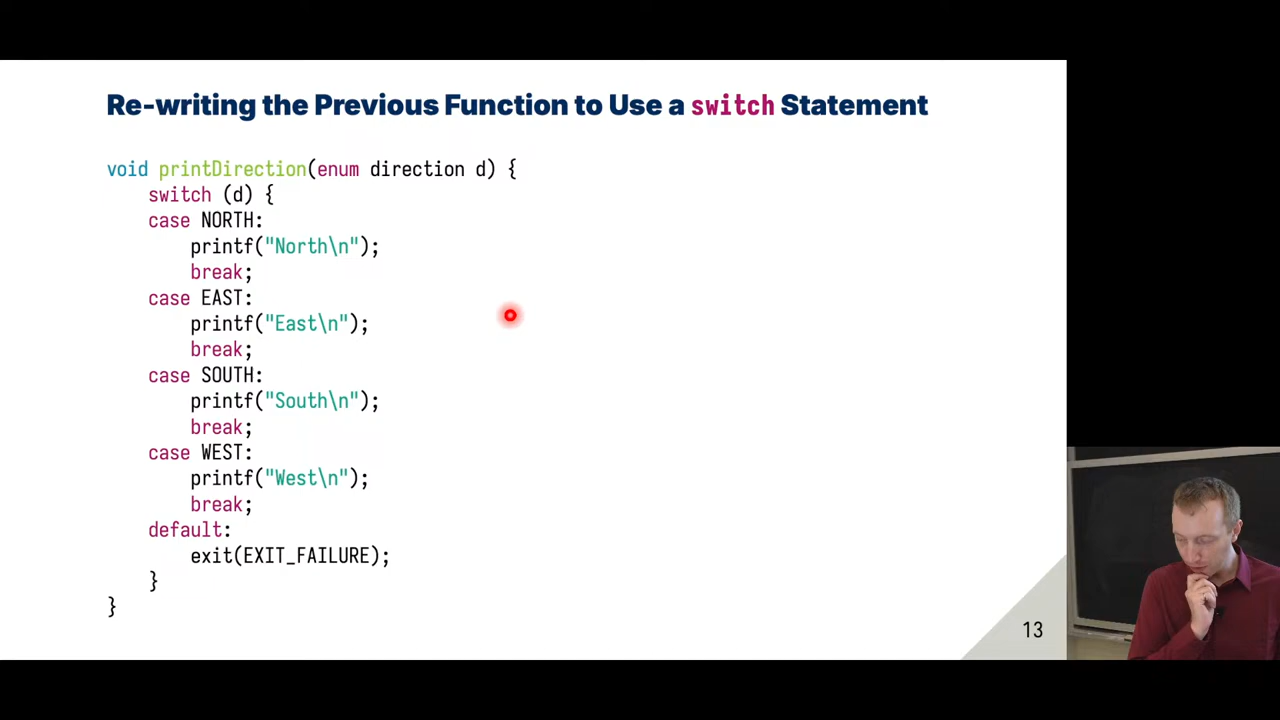 Re-writing the Previous Function to Use a switch Statement
void printDirection(enum direction d) {
    switch (d) {
    case NORTH:
        printf("North\n");
        break;
    case EAST:
        printf("East\n");
        break;
    case SOUTH:
        printf("South\n");
        break;
    case WEST:
        printf("West\n");
        break;
    default:
        exit(EXIT_FAILURE);
    }
}
13